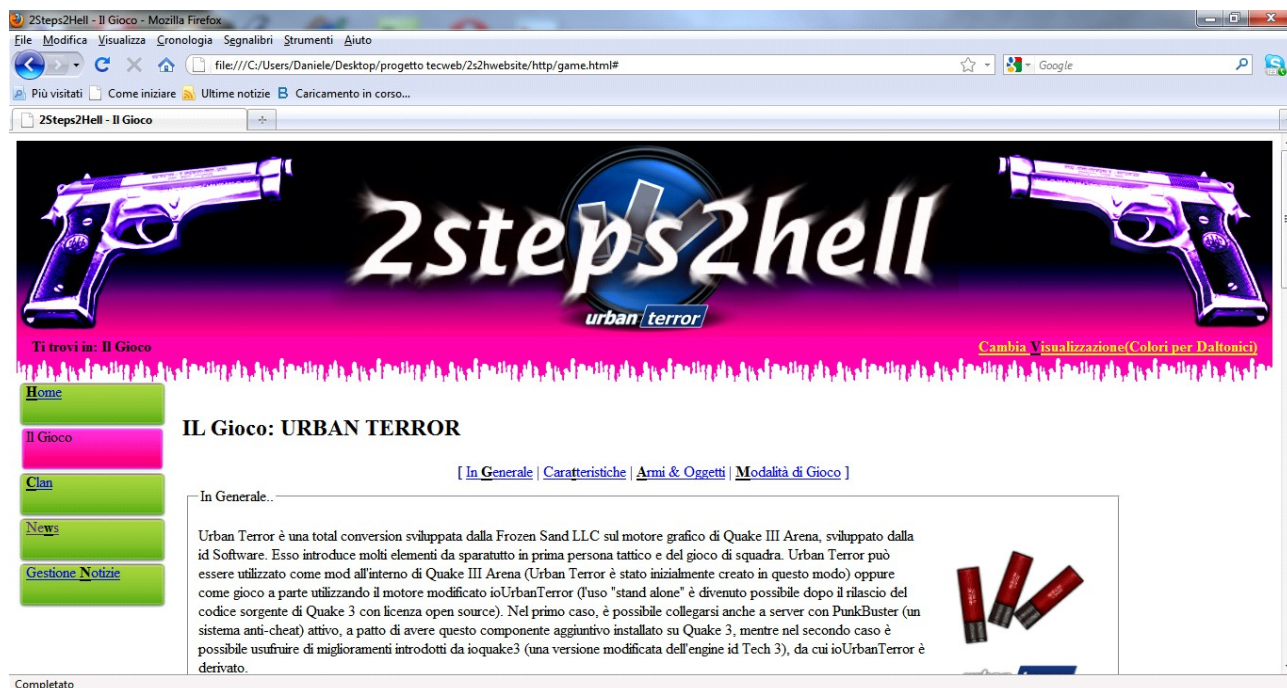 2Steps2Hell - Il Gioco - Mozilla Firefox
File Modifica Visualizza Cronologia Segnalibri Strumenti Aiuto
file:///C:/Users/Daniele/Desktop/progetto tecweb/2s2hwebsite/http/game.html#
Google
Più visitati Come iniziare Ultime notizie Caricamento in corso...
2Steps2Hell - Il Gioco
2steps2hell
urban terror
Ti trovi in: Il Gioco
Cambia Visualizzazione(Colori per Daltonici)
Home
Il Gioco
Clan
News
Gestione Notizie
IL Gioco: URBAN TERROR
[ In Generale | Caratteristiche | Armi & Oggetti | Modalità di Gioco ]
In Generale..
Urban Terror è una total conversion sviluppata dalla Frozen Sand LLC sul motore grafico di Quake III Arena, sviluppato dalla
id Software. Esso introduce molti elementi da sparatutto in prima persona tattico e del gioco di squadra. Urban Terror può
essere utilizzato come mod all'interno di Quake III Arena (Urban Terror è stato inizialmente creato in questo modo) oppure
come gioco a parte utilizzando il motore modificato ioUrbanTerror (l'uso "stand alone" è divenuto possibile dopo il rilascio del
codice sorgente di Quake 3 con licenza open source). Nel primo caso, è possibile collegarsi anche a server con PunkBuster (un
sistema anti-cheat) attivo, a patto di avere questo componente aggiuntivo installato su Quake 3, mentre nel secondo caso è
possibile usufruire di miglioramenti introdotti da ioquake3 (una versione modificata dell'engine id Tech 3), da cui ioUrbanTerror è
derivato.
Completato